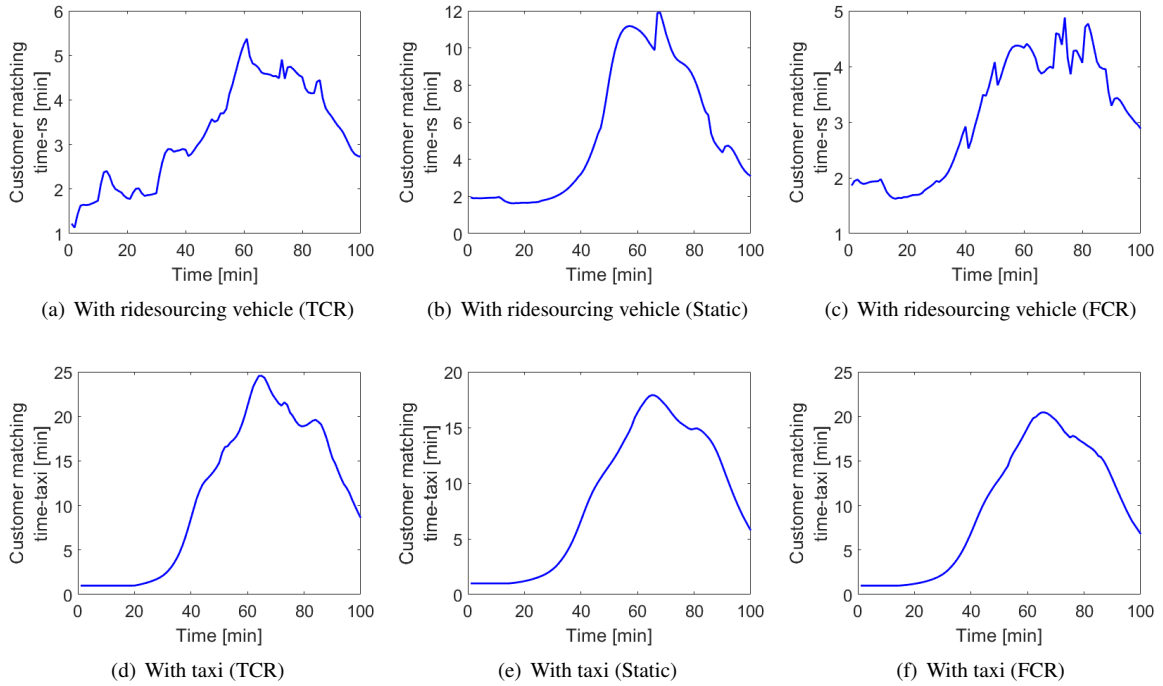 6
5
4
3
2
1
0 20 40 60 80 100
Time [min]
Customer matching
time-rs [min]
(a) With ridesourcing vehicle (TCR)
12
10
8
6
4
2
0
0 20 40 60 80 100
Time [min]
Customer matching
time-rs [min]
(b) With ridesourcing vehicle (Static)
5
4
3
2
1
0 20 40 60 80 100
Time [min]
Customer matching
time-rs [min]
(c) With ridesourcing vehicle (FCR)
25
20
15
10
5
0
0 20 40 60 80 100
Time [min]
Customer matching
time-taxi [min]
(d) With taxi (TCR)
20
15
10
5
0
0 20 40 60 80 100
Time [min]
Customer matching
time-taxi [min]
(e) With taxi (Static)
25
20
15
10
5
0
0 20 40 60 80 100
Time [min]
Customer matching
time-taxi [min]
(f) With taxi (FCR)